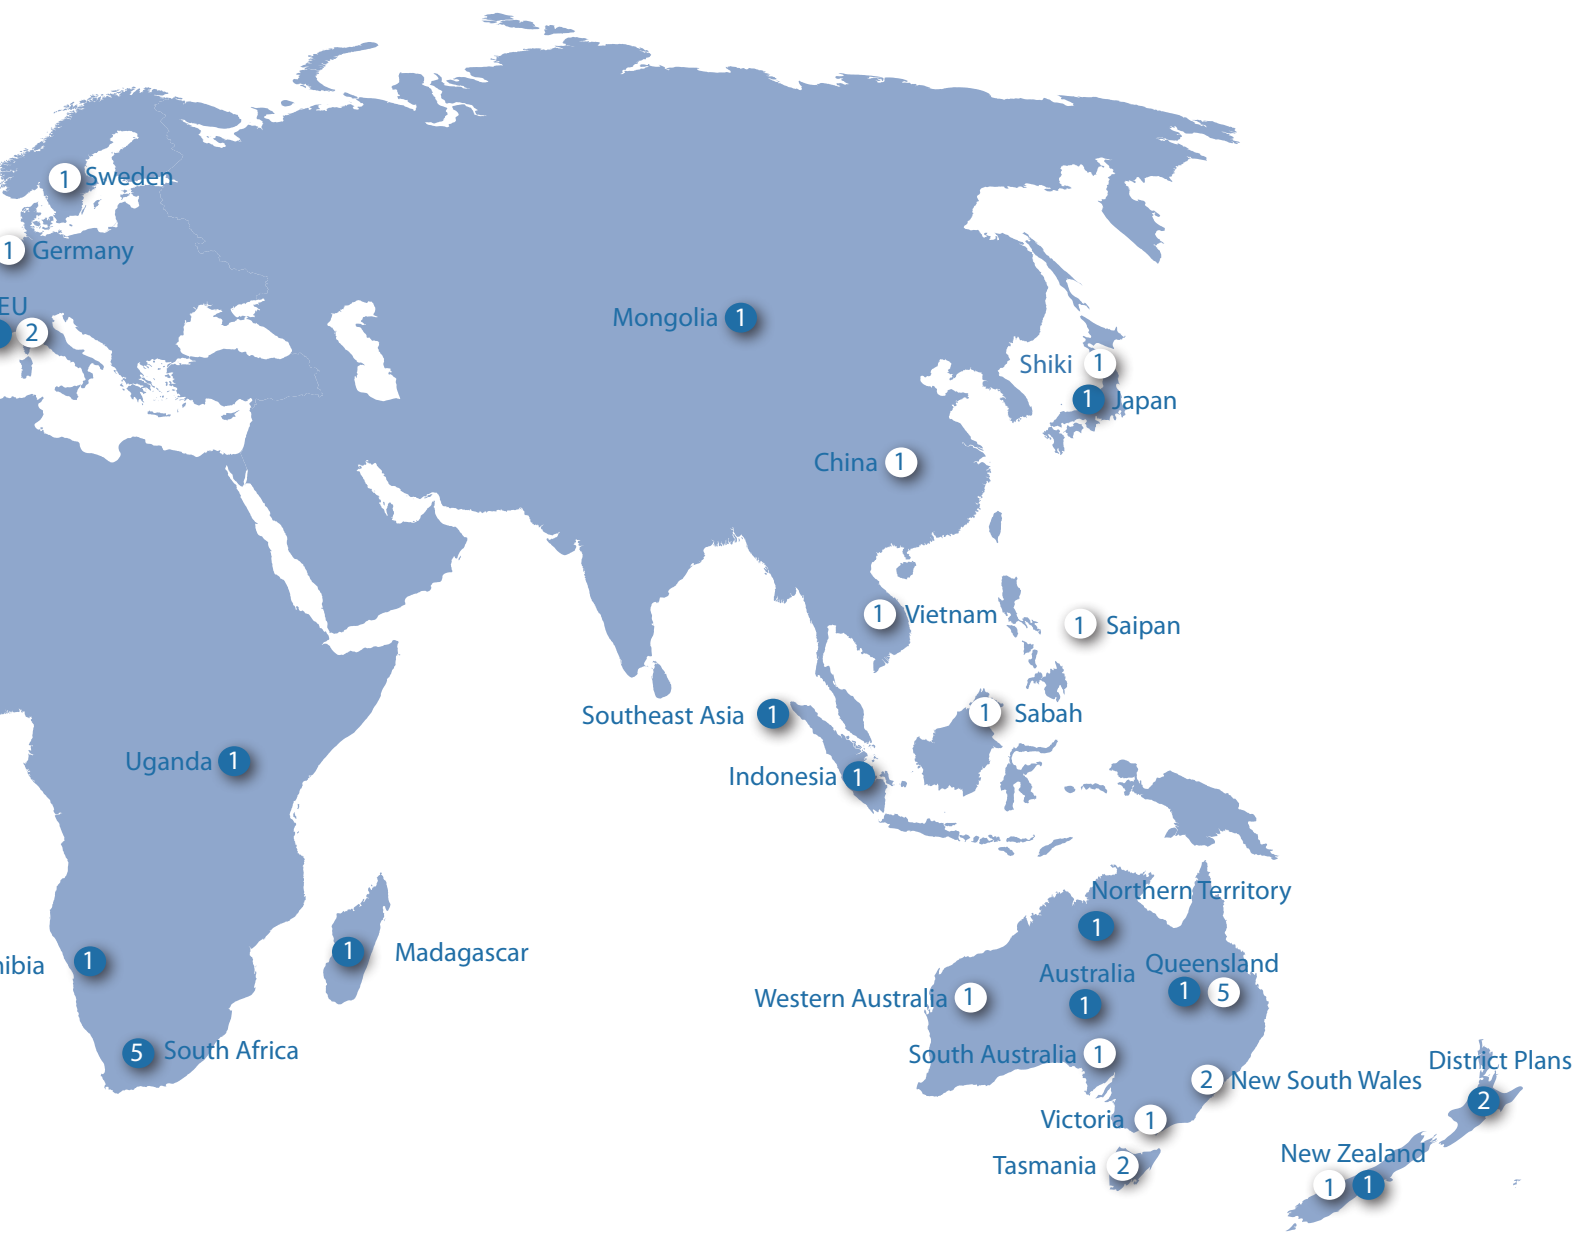 1 Sweden
1 Germany
EU
2
Mongolia 1
Shiki 1
1 Japan
China 1
1 Vietnam
1 Saipan
Southeast Asia 1
1 Sabah
Uganda 1
Indonesia 1
Northern Territory
1
ibia 1
1 Madagascar
Australia
1
Queensland
1 5
Western Australia 1
5 South Africa
South Australia 1
2 New South Wales
District Plans
2
Victoria 1
Tasmania 2
New Zealand
1 1